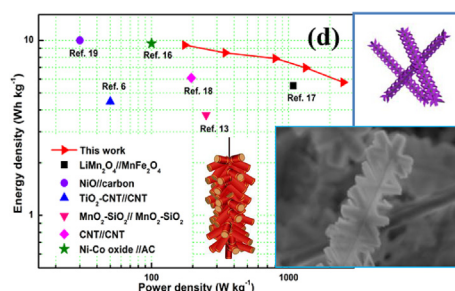 (d)
Energy density (Wh kg⁻¹)
10
1
Ref. 19
Ref. 16
Ref. 6
Ref. 18
Ref. 17
Ref. 13
This work
LiMn₂O₄//MnFe₂O₄
NiO//carbon
TiO₂-CNT//CNT
MnO₂-SiO₂// MnO₂-SiO₂
CNT//CNT
Ni-Co oxide //AC
100
1000
Power density (W kg⁻¹)